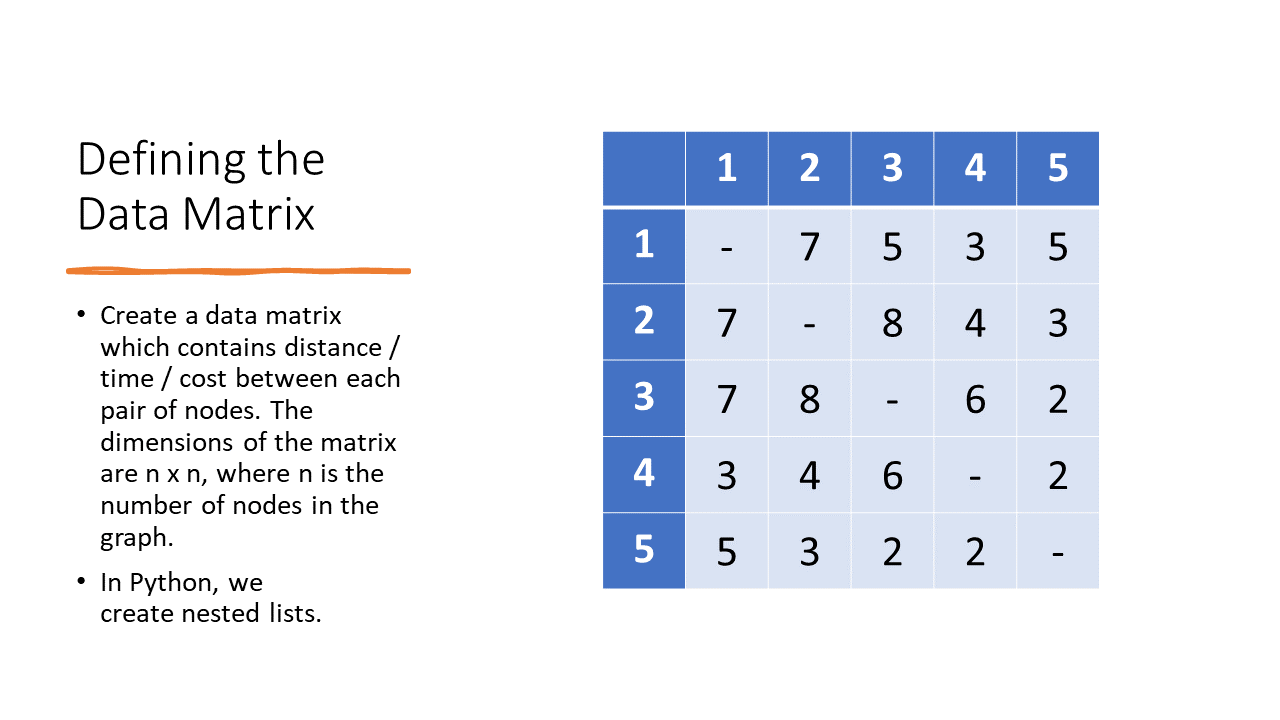 Defining the
Data Matrix
• Create a data matrix
which contains distance /
time / cost between each
pair of nodes. The
dimensions of the matrix
are n x n, where n is the
number of nodes in the
graph.
• In Python, we
create nested lists.
1 2 3 4 5
1 - 7 5 3 5
2 7 - 8 4 3
3 7 8 - 6 2
4 3 4 6 - 2
5 5 3 2 2 -